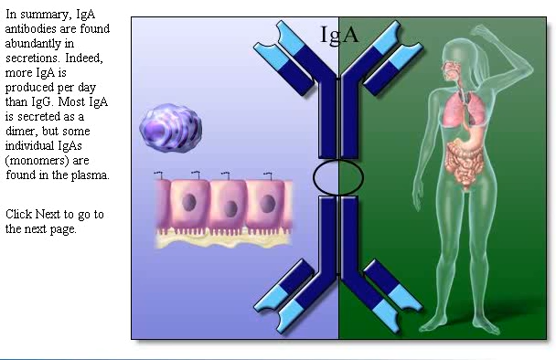 In summary, IgA
antibodies are found
abundantly in
secretions. Indeed,
more IgA is
produced per day
than IgG. Most IgA
is secreted as a
dimer, but some
individual IgAs
(monomers) are
found in the plasma.
Click Next to go to
the next page.
IgA